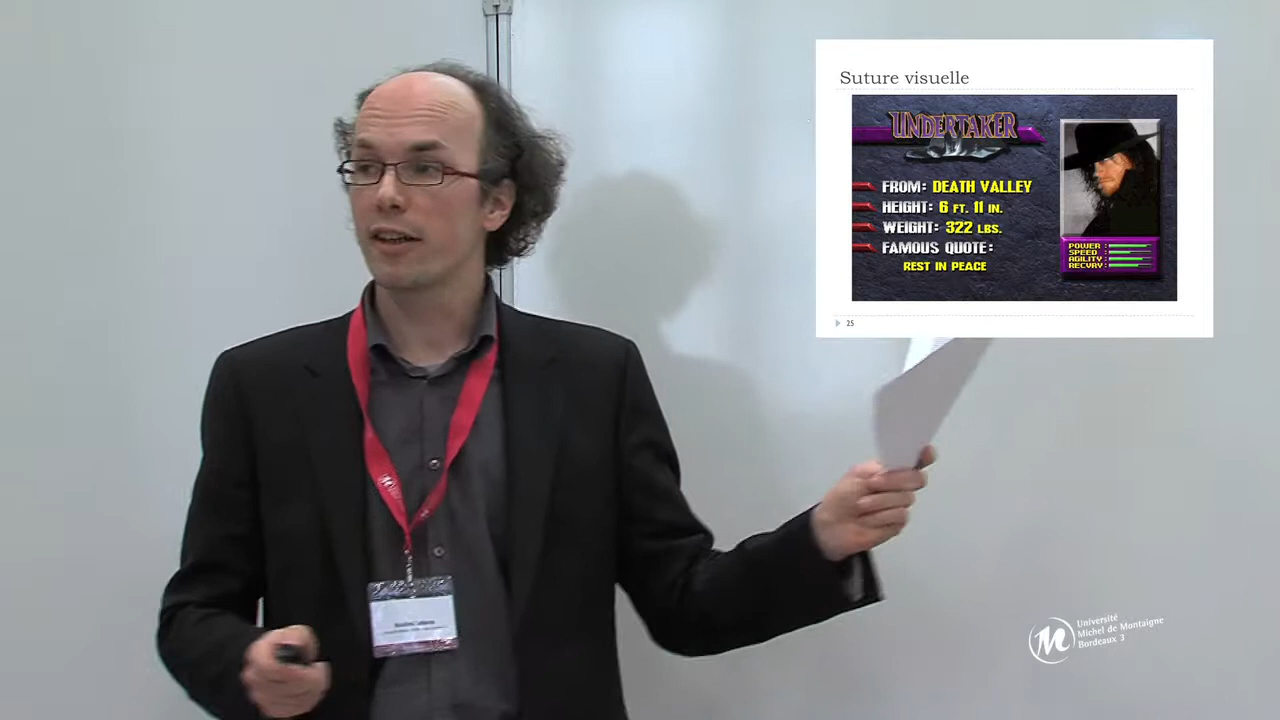 Suture visuelle
UNDERTAKER
FROM: DEATH VALLEY
HEIGHT: 6 FT. 11 IN.
WEIGHT: 322 LBS.
FAMOUS QUOTE:
REST IN PEACE
POWER :
SPEED :
AGILITY :
RECVRY:
25
Université
Michel de Montaigne
Bordeaux 3